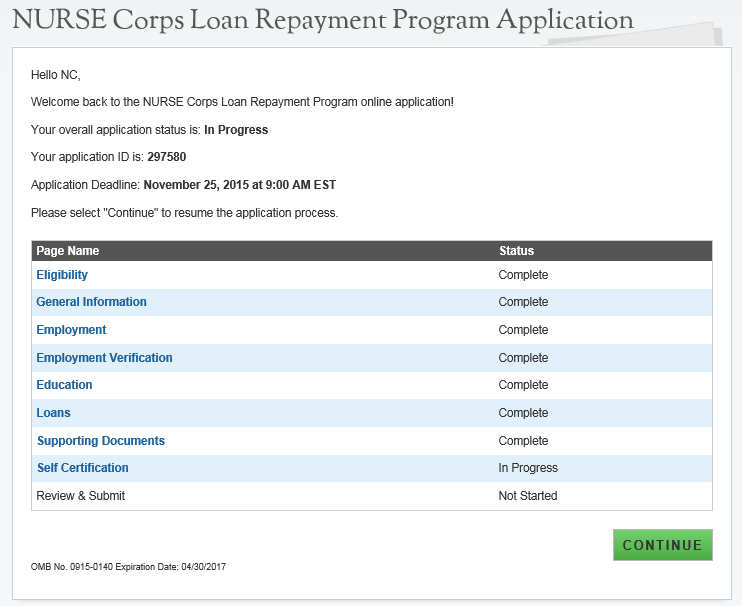 NURSE Corps Loan Repayment Program Application
Hello NC,
Welcome back to the NURSE Corps Loan Repayment Program online application!
Your overall application status is: In Progress
Your application ID is: 297580
Application Deadline: November 25, 2015 at 9:00 AM EST
Please select "Continue" to resume the application process.
Page Name Status
Eligibility Complete
General Information Complete
Employment Complete
Employment Verification Complete
Education Complete
Loans Complete
Supporting Documents Complete
Self Certification In Progress
Review & Submit Not Started
CONTINUE
OMB No. 0915-0140 Expiration Date: 04/30/2017